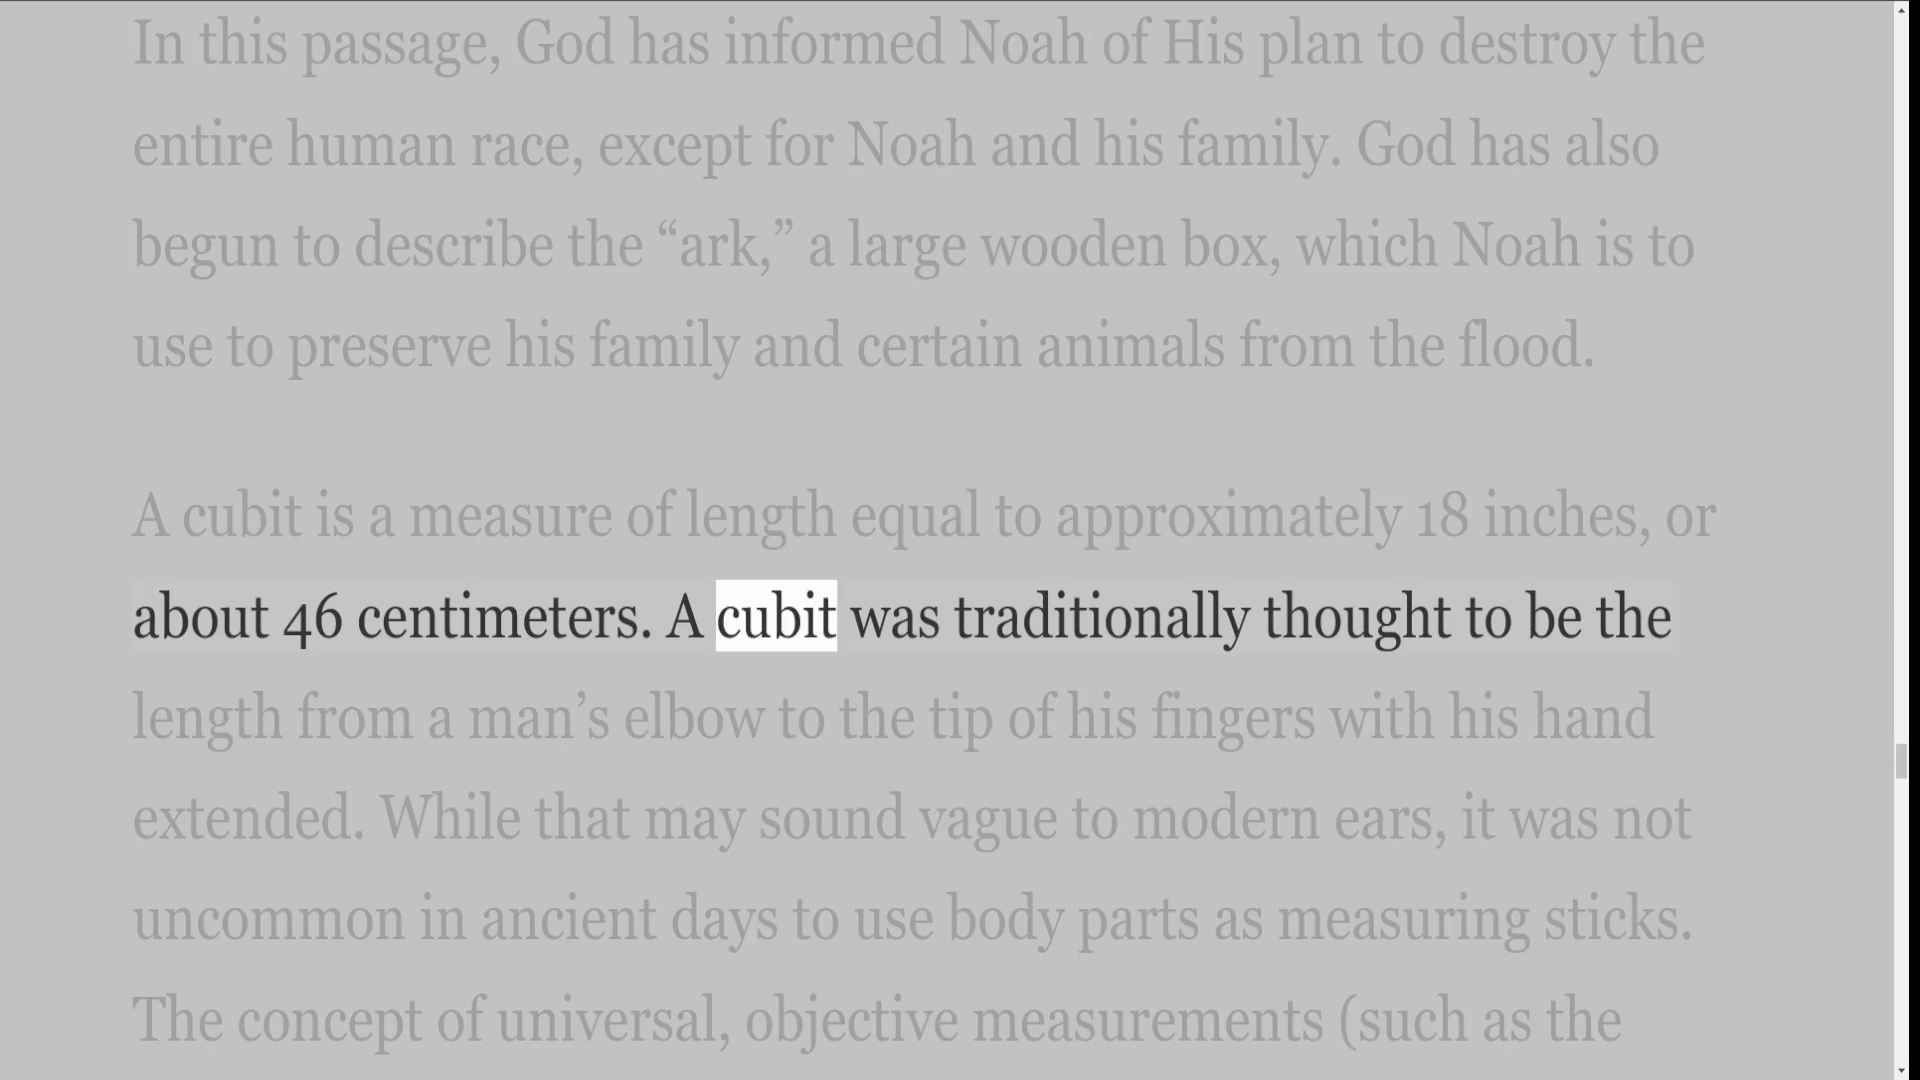 In this passage, God has informed Noah of His plan to destroy the
entire human race, except for Noah and his family. God has also
begun to describe the “ark,” a large wooden box, which Noah is to
use to preserve his family and certain animals from the flood.
A cubit is a measure of length equal to approximately 18 inches, or
about 46 centimeters. A cubit was traditionally thought to be the
length from a man’s elbow to the tip of his fingers with his hand
extended. While that may sound vague to modern ears, it was not
uncommon in ancient days to use body parts as measuring sticks.
The concept of universal, objective measurements (such as the